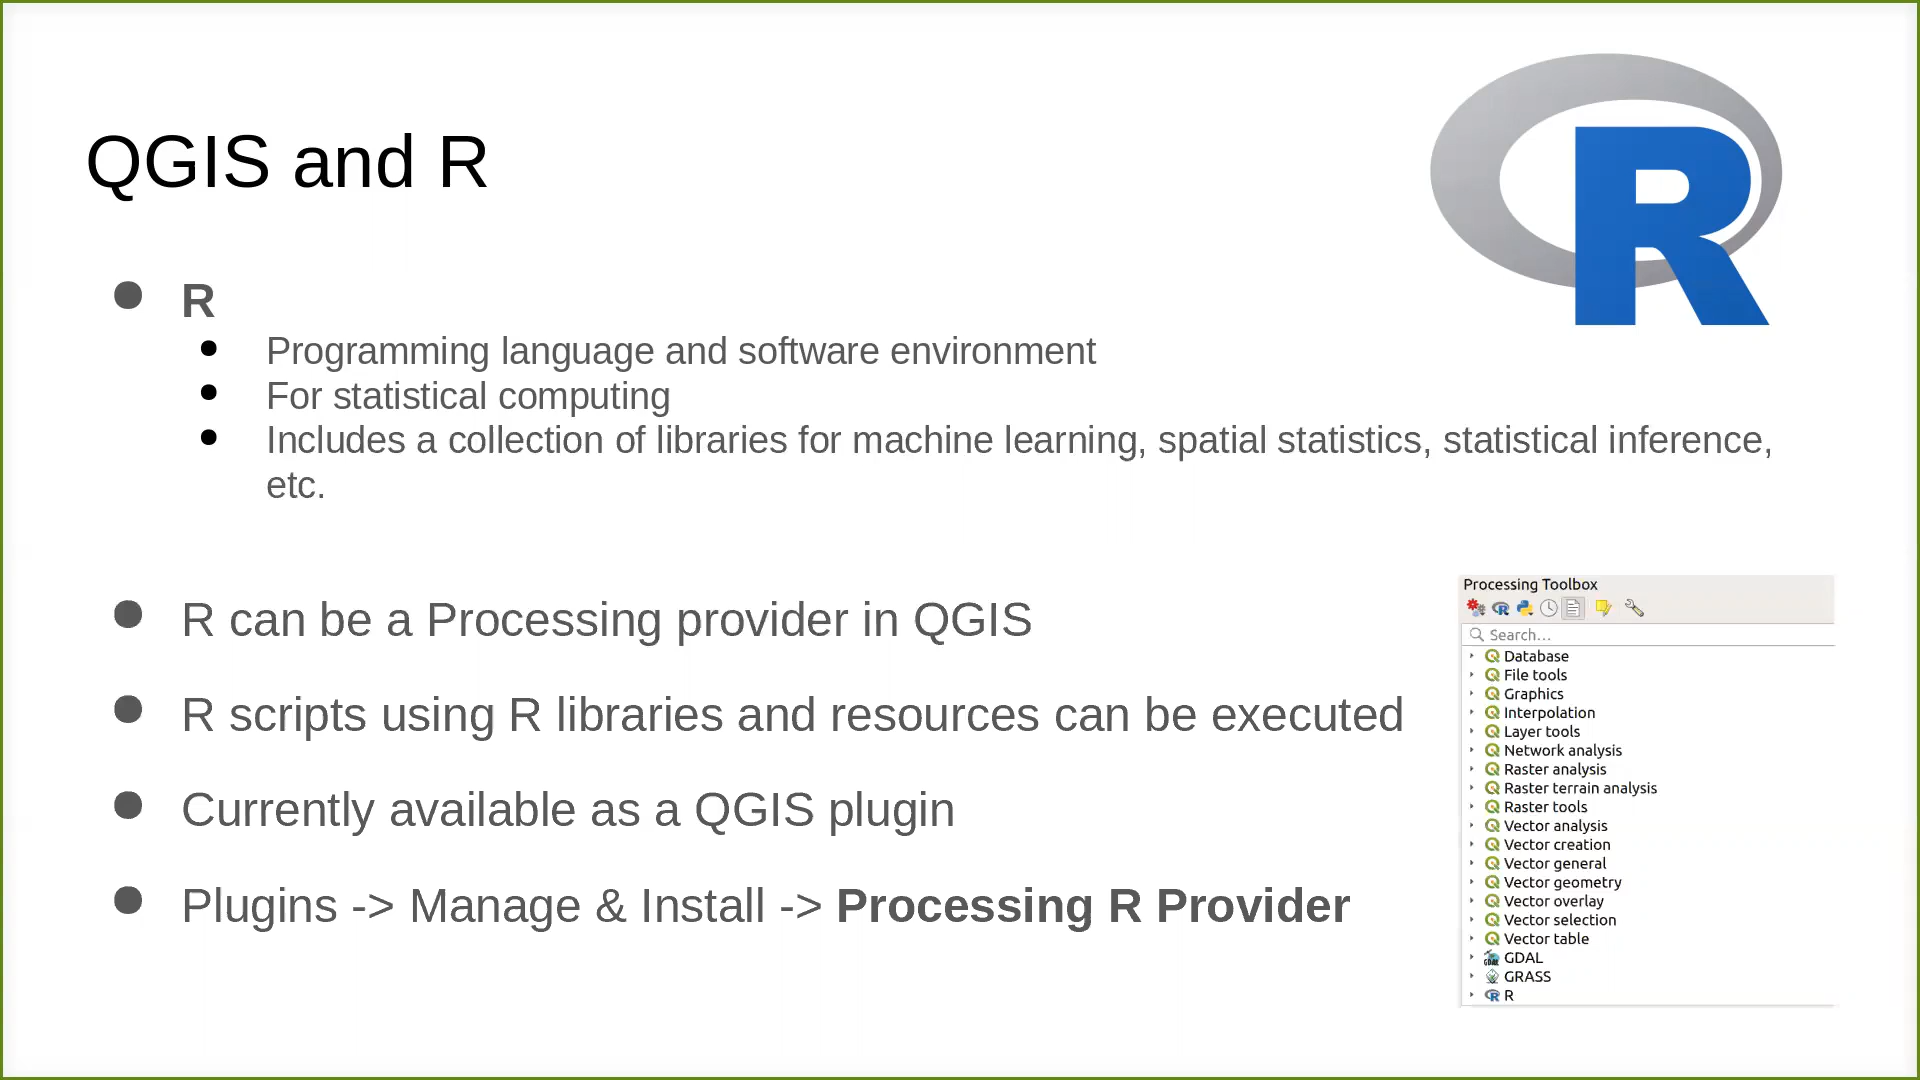 QGIS and R
R
Programming language and software environment
For statistical computing
Includes a collection of libraries for machine learning, spatial statistics, statistical inference,
etc.
R can be a Processing provider in QGIS
R scripts using R libraries and resources can be executed
Currently available as a QGIS plugin
Plugins -> Manage & Install -> Processing R Provider
R
Processing Toolbox
Search...
Database
File tools
Graphics
Interpolation
Layer tools
Network analysis
Raster analysis
Raster terrain analysis
Raster tools
Vector analysis
Vector creation
Vector general
Vector geometry
Vector overlay
Vector selection
Vector table
GDAL
GRASS
R